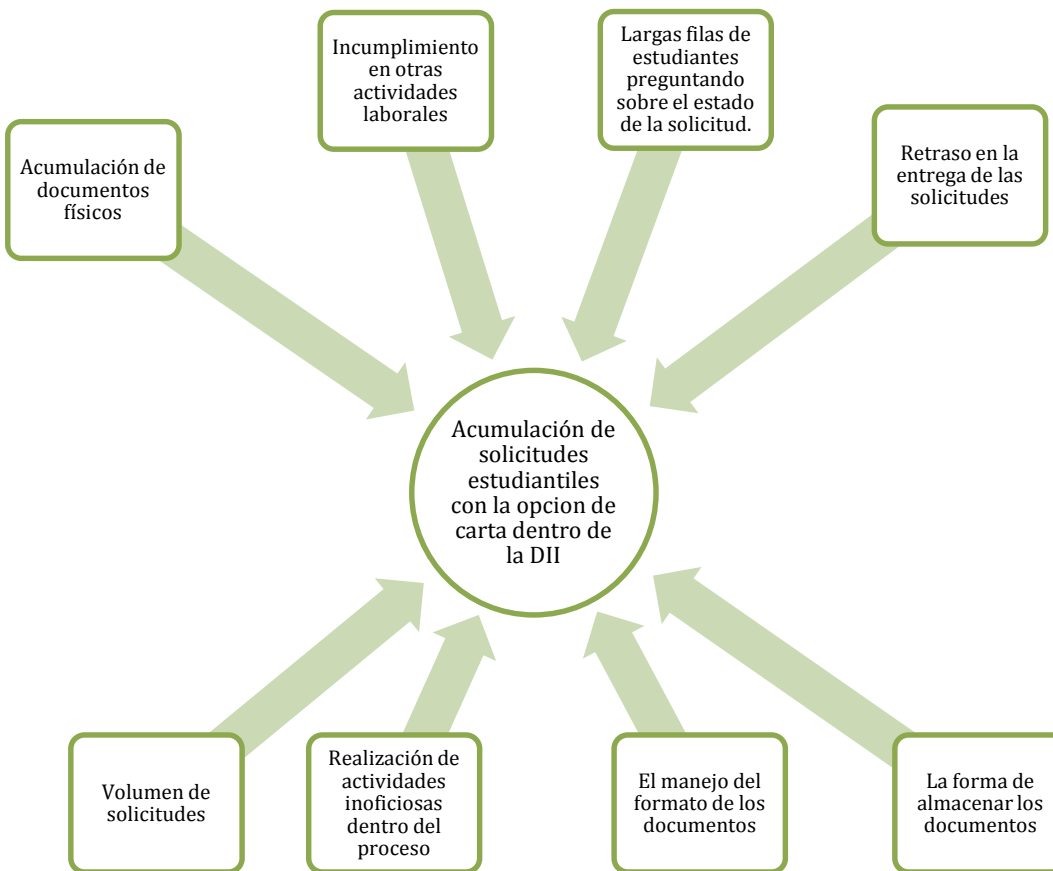 Incumplimiento
en otras
actividades
laborales
Largas filas de
estudiantes
preguntando
sobre el estado
de la solicitud.
Acumulación de
documentos
físicos
Retraso en la
entrega de las
solicitudes
Acumulación de
solicitudes
estudiantiles
con la opcion de
carta dentro de
la DII
Volumen de
solicitudes
Realización de
actividades
inoficiosas
dentro del
proceso
El manejo del
formato de los
documentos
La forma de
almacenar los
documentos